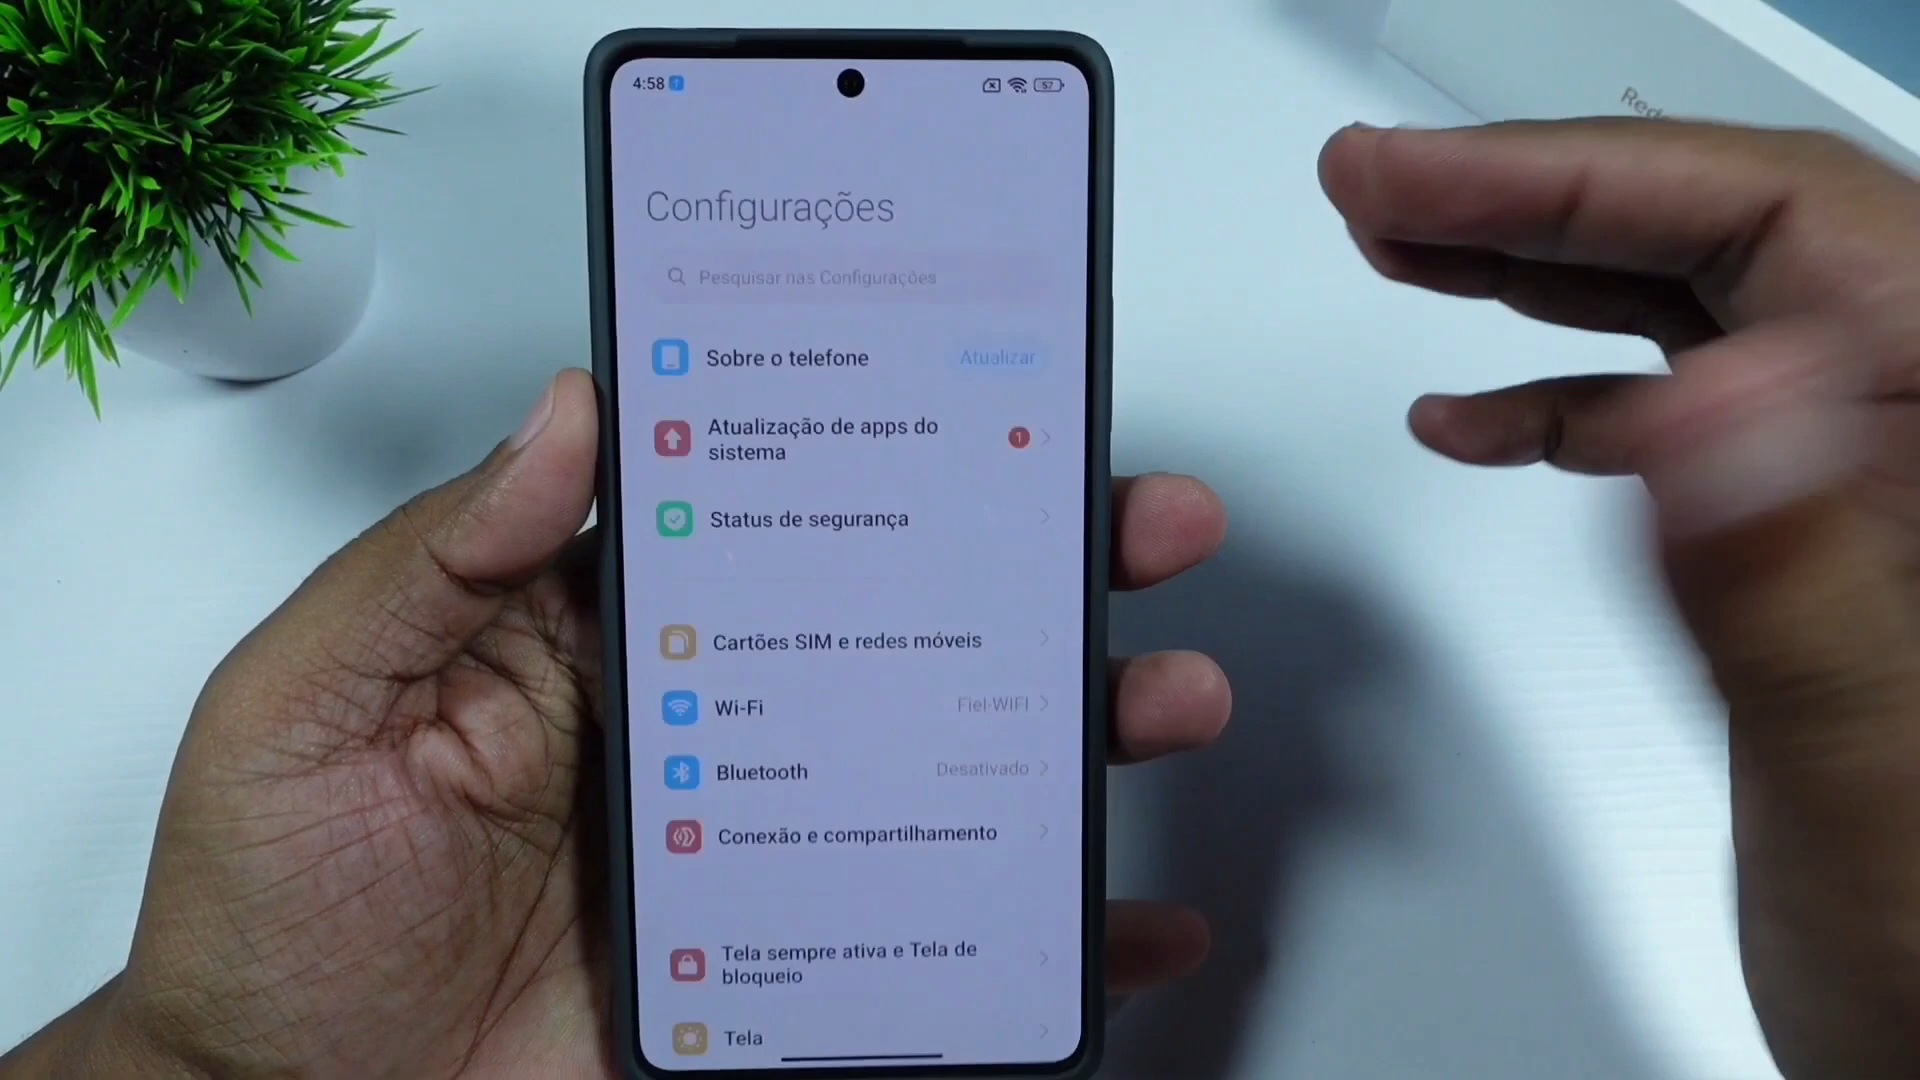 4:58
57
Configurações
Pesquisar nas Configurações
Sobre o telefone
Atualizar
Atualização de apps do
sistema
1
Status de segurança
Cartões SIM e redes móveis
Wi-Fi
Fiel-WIFI
Bluetooth
Desativado
Conexão e compartilhamento
Tela sempre ativa e Tela de
bloqueio
Tela